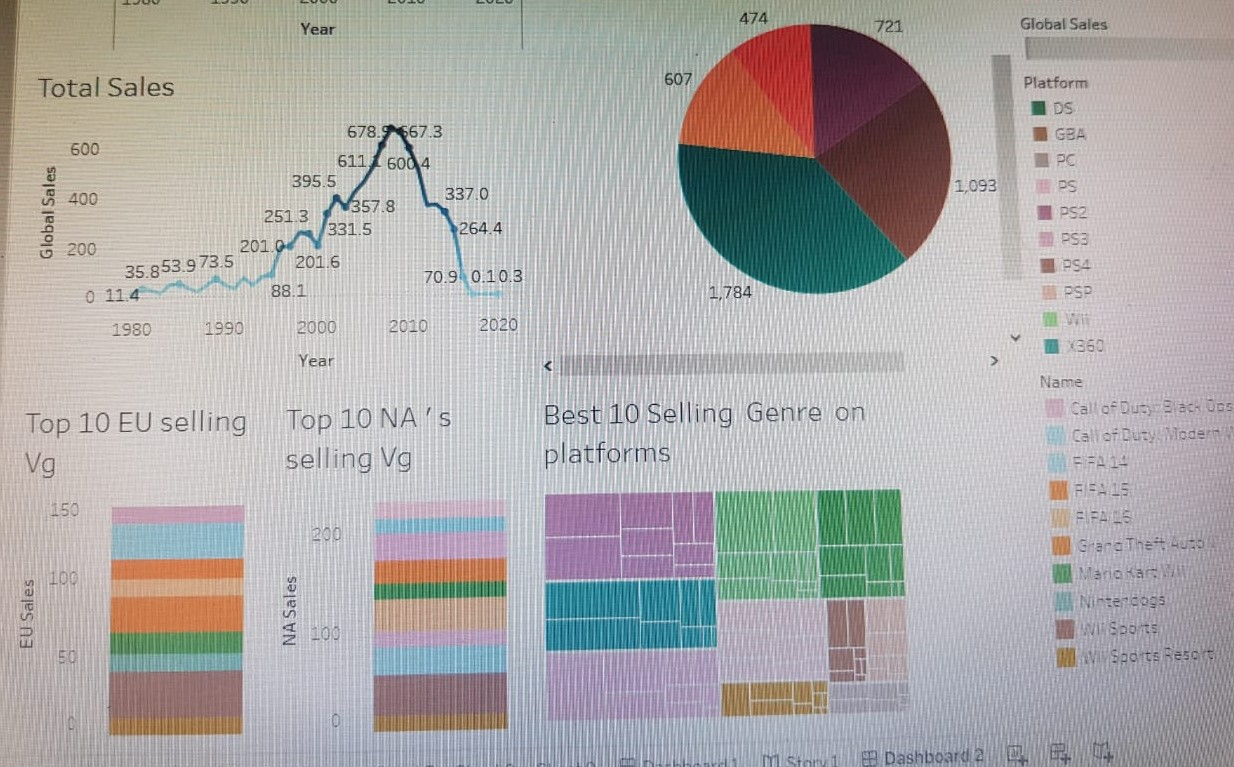 1980 1990 2000 2010 2020
Year
Total Sales
Global Sales
600
400
200
0
11.4
35.8
53.9
73.5
88.1
201.0
251.3
201.6
331.5
395.5
357.8
611.1
678.9
667.3
600.4
337.0
264.4
70.9
0.1
0.3
1980 1990 2000 2010 2020
Year
474
721
607
1,093
1,784
<
>
Global Sales
Platform
DS
GBA
PC
PS
PS2
PS3
PS4
PSP
Wii
X360
Name
Call of Duty: Black Ops
Call of Duty: Modern
FIFA 14
FIFA 15
FIFA 16
Grand Theft Auto
Mario Kart Wii
Nintendogs
Wii Sports
Wii Sports Resort
Top 10 EU selling
Vg
EU Sales
150
100
50
0
Top 10 NA's
selling Vg
NA Sales
200
100
0
Best 10 Selling Genre on
platforms
Dashboard 1 Story 1 Dashboard 2